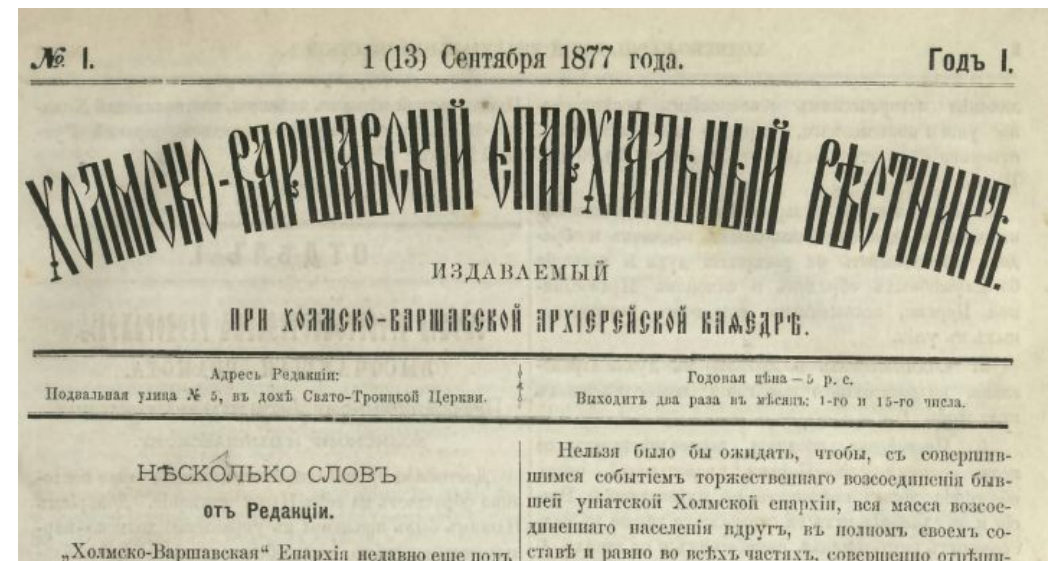 № 1.
1 (13) Сентября 1877 года.
Годъ I.
ХОЛМСКО-ВАРШАВСКІЙ ЕПАРХІАЛЬНЫЙ ВѢСТНИКЪ.
ИЗДАВАЕМЫЙ
ПРИ ХОЛМСКО-ВАРШАВСКОЙ АРХІЕРЕЙСКОЙ КАѲЕДРѢ.
Адресъ Редакціи:
Подвальная улица № 5, въ домѣ Свято-Троицкой Церкви.
Годовая цѣна — 5 р. с.
Выходитъ два раза въ мѣсяцъ: 1-го и 15-го числа.
НѢСКОЛЬКО СЛОВЪ
отъ Редакціи.
„Холмско-Варшавская“ Епархія недавно еще подъ
Нельзя было бы ожидать, чтобы, съ совершив-
шимся событіемъ торжественнаго возсоединенія быв-
шей уніатской Холмской епархіи, вся масса возсое-
диненнаго населенія вдругъ, въ полномъ своемъ со-
ставѣ и равно во всѣхъ частяхъ, совершенно отрѣши-